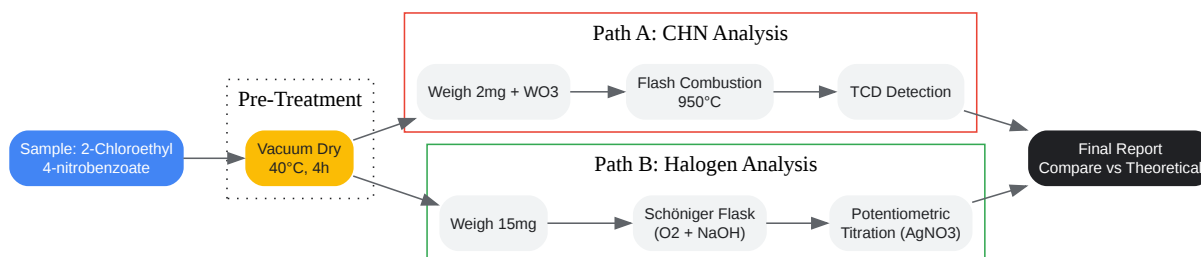 Path A: CHN Analysis
Weigh 2mg + WO3
Flash Combustion
950°C
TCD Detection
Pre-Treatment
Sample: 2-Chloroethyl
4-nitrobenzoate
Vacuum Dry
40°C, 4h
Final Report
Compare vs Theoretical
Path B: Halogen Analysis
Weigh 15mg
Schöniger Flask
(O2 + NaOH)
Potentiometric
Titration (AgNO3)